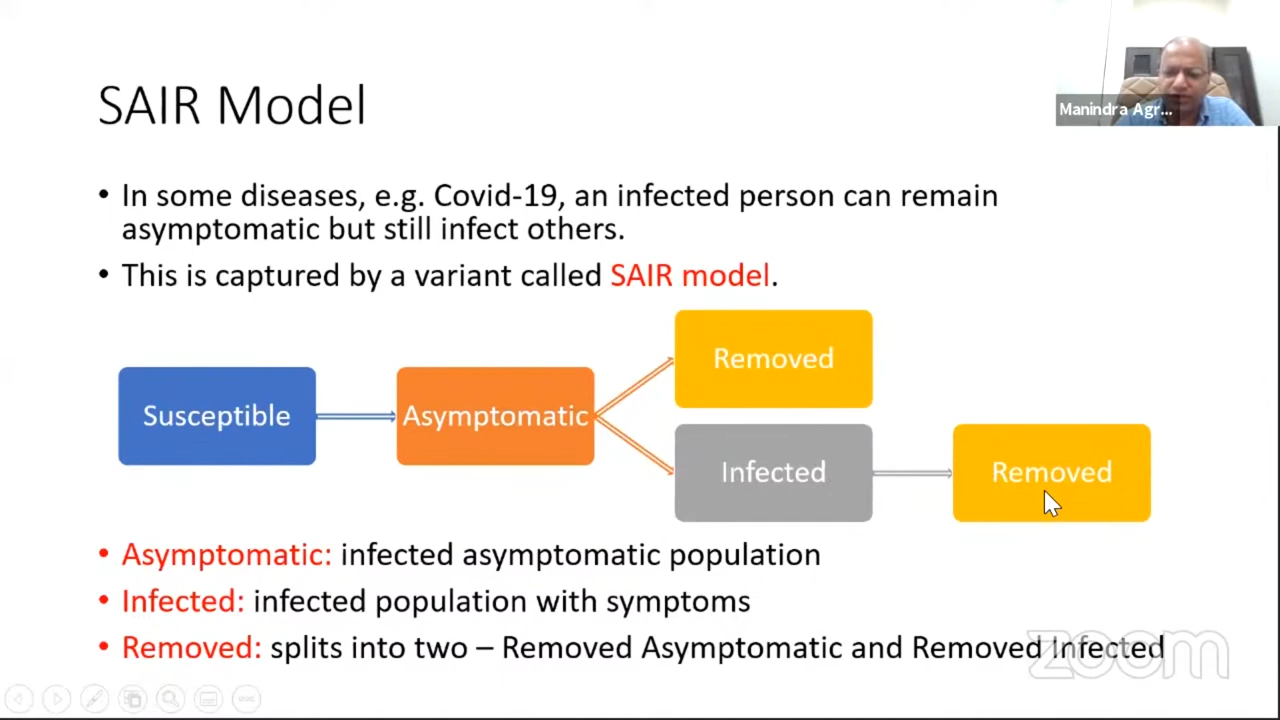 SAIR Model
Manindra Agr...
• In some diseases, e.g. Covid-19, an infected person can remain
asymptomatic but still infect others.
• This is captured by a variant called SAIR model.
Removed
Susceptible
Asymptomatic
Infected
Removed
• Asymptomatic: infected asymptomatic population
• Infected: infected population with symptoms
• Removed: splits into two – Removed Asymptomatic and Removed Infected
zoom